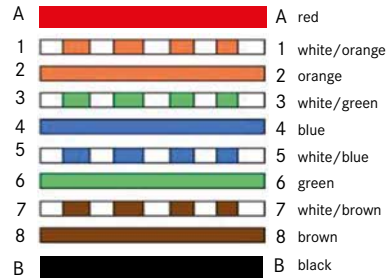 A A red
1 1 white/orange
2 2 orange
3 3 white/green
4 4 blue
5 5 white/blue
6 6 green
7 7 white/brown
8 8 brown
B B black